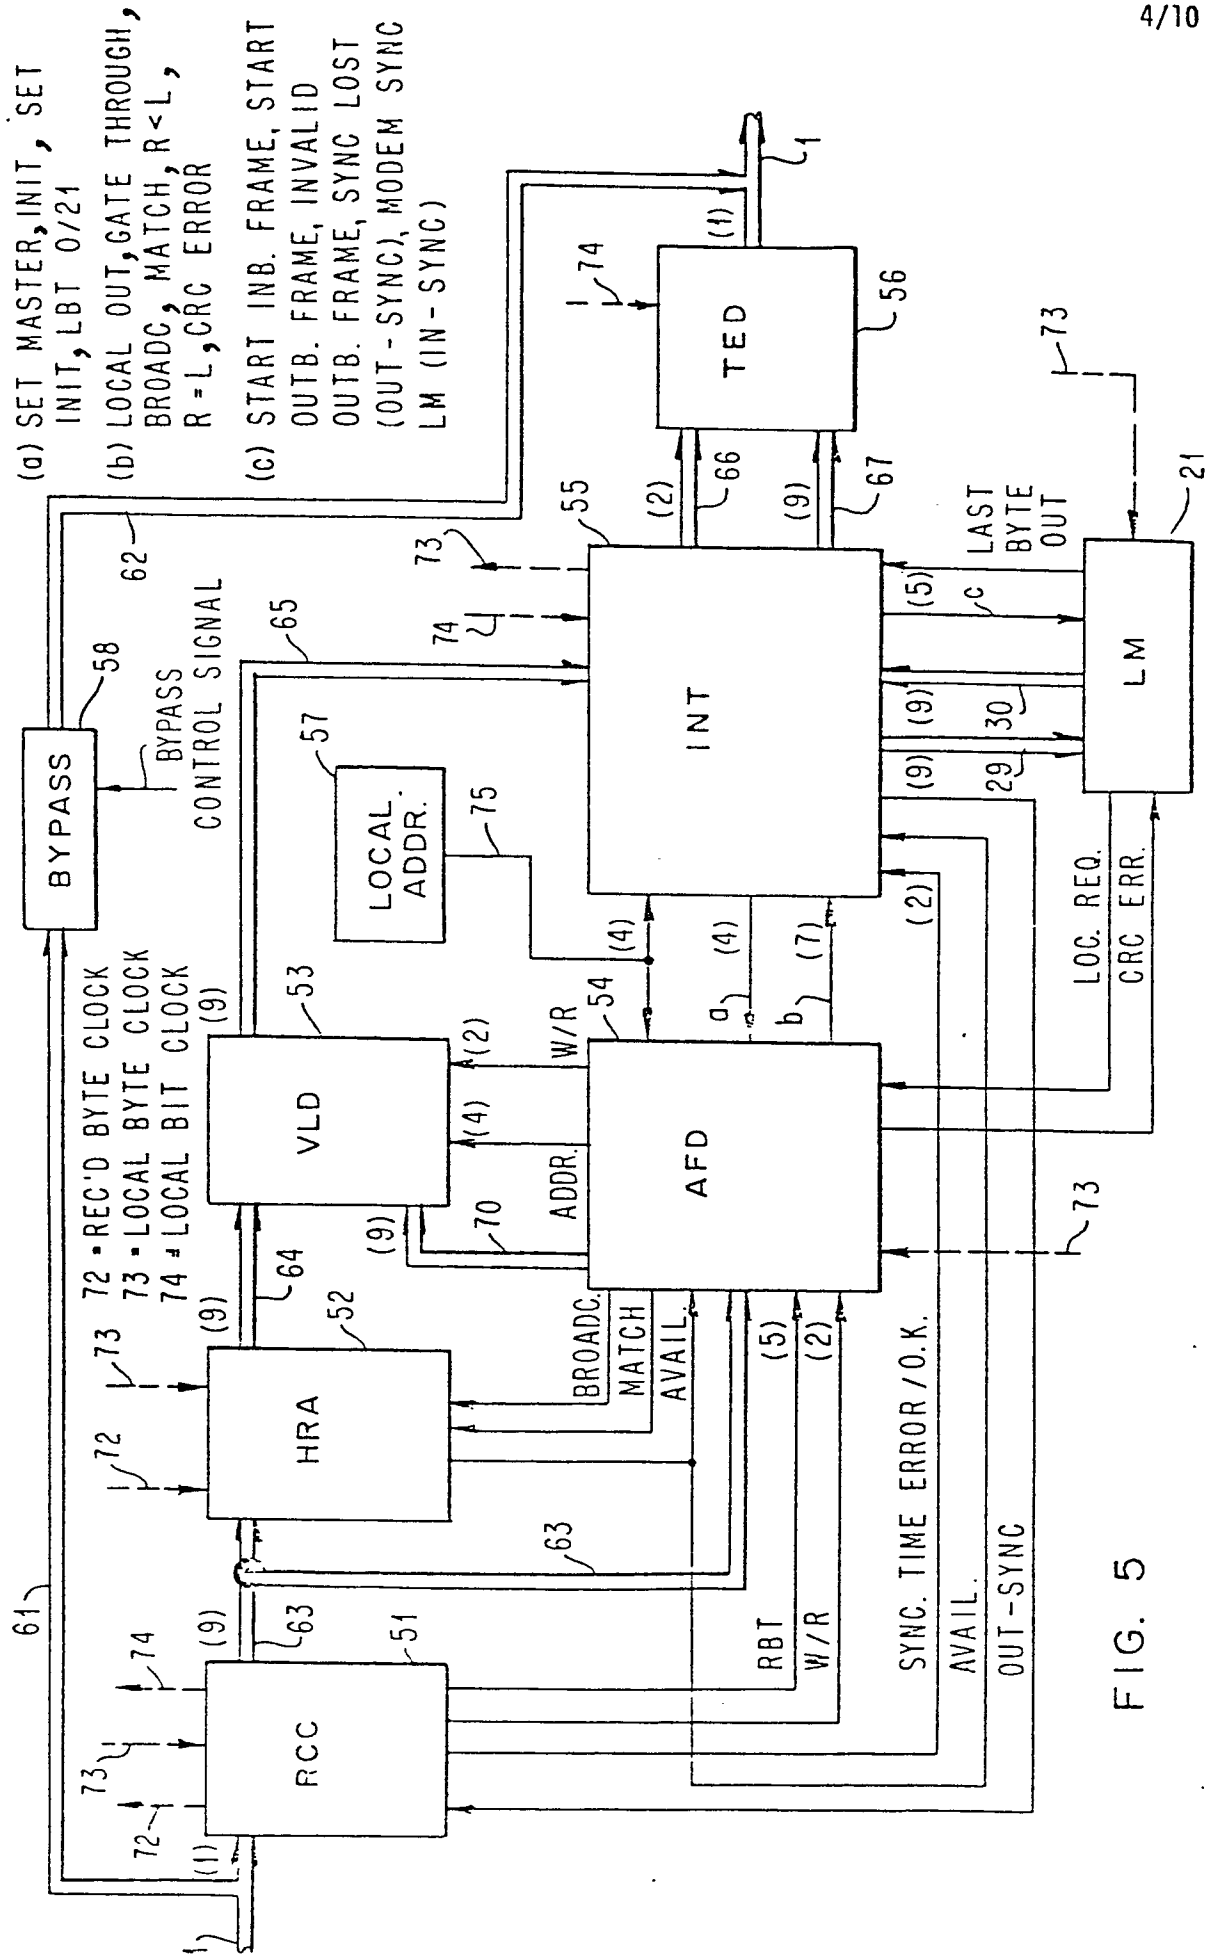 4/10
(a) SET MASTER, INIT, SET
INIT, LBT 0/21
(b) LOCAL OUT, GATE THROUGH,
BROADC, MATCH, R<L,
R=L, CRC ERROR
(c) START INB. FRAME, START
OUTB. FRAME, INVALID
OUTB. FRAME, SYNC LOST
(OUT-SYNC), MODEM SYNC
LM (IN-SYNC)
72 = REC'D BYTE CLOCK
73 = LOCAL BYTE CLOCK
74 = LOCAL BIT CLOCK
61
BYPASS
58
62
BYPASS
CONTROL SIGNAL
1
(1)
72
73
74
RCC
51
(9)
63
63
72
73
HRA
52
(9)
64
VLD
53
(9)
65
(9)
70
ADDR.
(4)
(2)
W/R
LOCAL
ADDR.
57
75
BROADC.
MATCH
AVAIL.
(5)
(2)
RBT
W/R
AFD
54
73
(4)
a
(4)
b
(7)
INT
55
74
73
(2)
66
(9)
67
TED
56
74
(1)
1
SYNC. TIME ERROR/O.K.
(2)
AVAIL.
OUT-SYNC
LOC. REQ.
CRC ERR.
(9)
29
(9)
30
c
(5)
LAST
BYTE
OUT
LM
21
73
FIG. 5